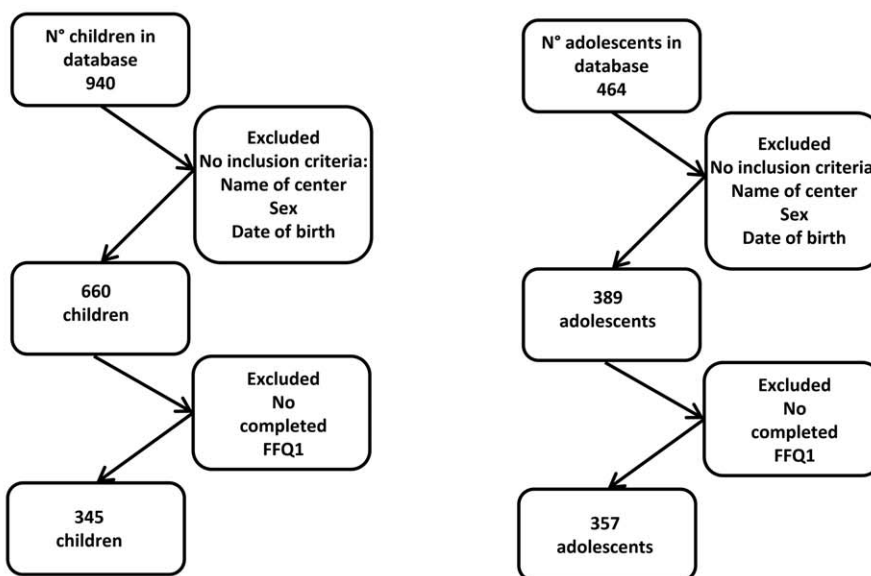 N° children in
database
940
Excluded
No inclusion criteria:
Name of center
Sex
Date of birth
660
children
Excluded
No
completed
FFQ1
345
children
N° adolescents in
database
464
Excluded
No inclusion criteria
Name of center
Sex
Date of birth
389
adolescents
Excluded
No
completed
FFQ1
357
adolescents